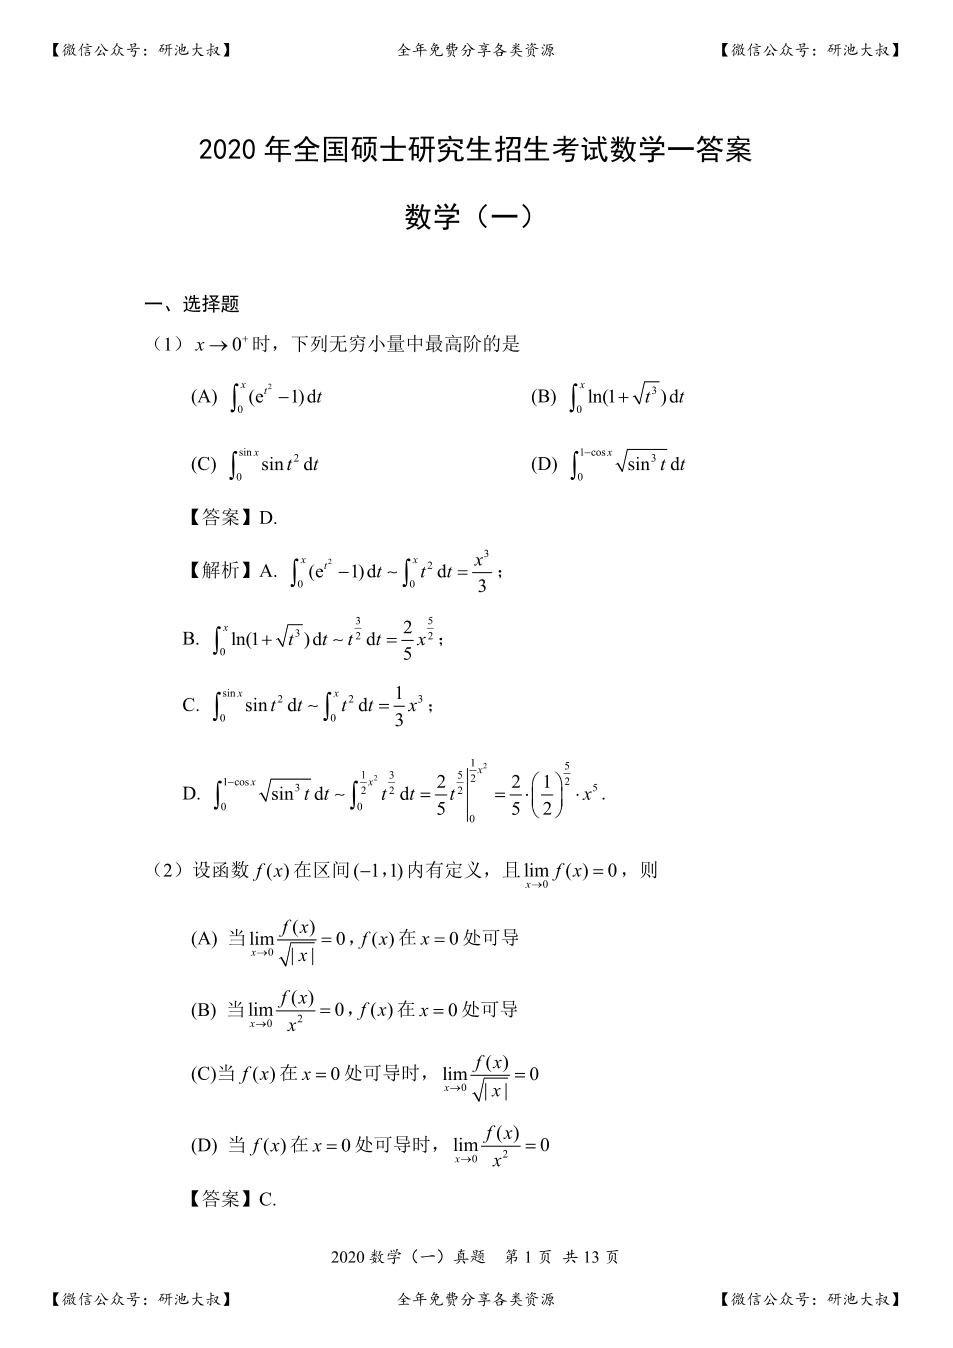 【微信公众号：研池大叔】 全年免费分享各类资源 【微信公众号：研池大叔】
2020 年全国硕士研究生招生考试数学一答案
数学（一）
一、选择题
（1） x → 0⁺ 时，下列无穷小量中最高阶的是
(A) ∫₀^x (e^{t²} − 1) dt (B) ∫₀^x ln(1 + √(t³)) dt
(C) ∫₀^{sin x} sin t² dt (D) ∫₀^{1−cos x} √(sin³ t) dt
【答案】D.
【解析】A. ∫₀^x (e^{t²} − 1) dt ~ ∫₀^x t² dt = x³/3；
B. ∫₀^x ln(1 + √(t³)) dt ~ t^{3/2} dt = 2/5 x^{5/2}；
C. ∫₀^{sin x} sin t² dt ~ ∫₀^x t² dt = 1/3 x³；
D. ∫₀^{1−cos x} √(sin³ t) dt ~ ∫₀^{1/2 x²} t^{3/2} dt = 2/5 t^{5/2} |₀^{1/2 x²} = 2/5 · (1/2)^{5/2} · x⁵ .
（2）设函数 f(x) 在区间 (−1，1) 内有定义，且 lim_{x→0} f(x) = 0，则
(A) 当 lim_{x→0} f(x)/√|x| = 0，f(x) 在 x = 0 处可导
(B) 当 lim_{x→0} f(x)/x² = 0，f(x) 在 x = 0 处可导
(C)当 f(x) 在 x = 0 处可导时，lim_{x→0} f(x)/√|x| = 0
(D) 当 f(x) 在 x = 0 处可导时，lim_{x→0} f(x)/x² = 0
【答案】C.
2020 数学（一）真题 第 1 页 共 13 页
【微信公众号：研池大叔】 全年免费分享各类资源 【微信公众号：研池大叔】